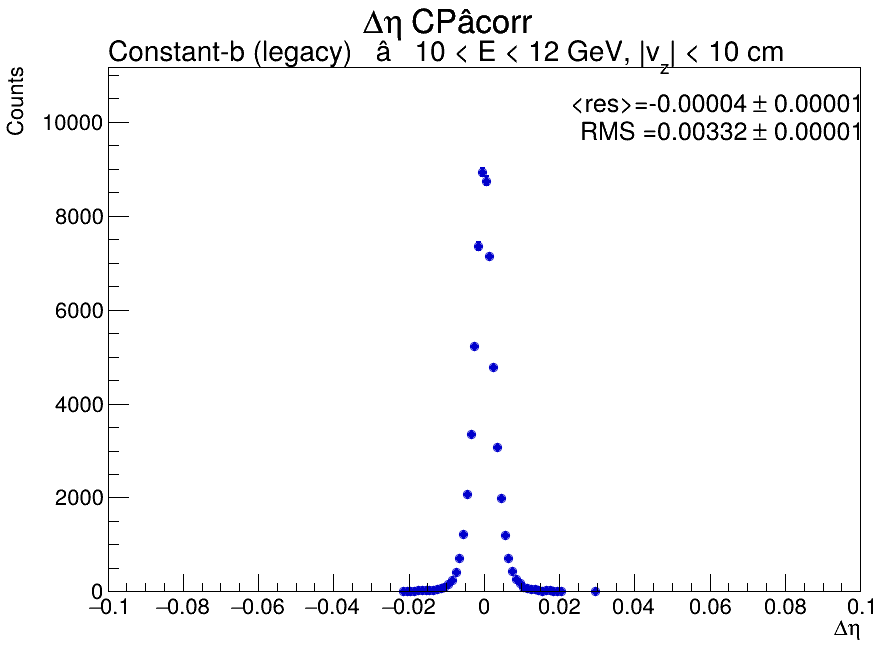 Δη CPâcorr
Constant-b (legacy) â 10 < E < 12 GeV, |v_z| < 10 cm
Counts
<res>=-0.00004 ± 0.00001
RMS =0.00332 ± 0.00001
10000
8000
6000
4000
2000
0
−0.1 −0.08 −0.06 −0.04 −0.02 0 0.02 0.04 0.06 0.08 0.1
Δη